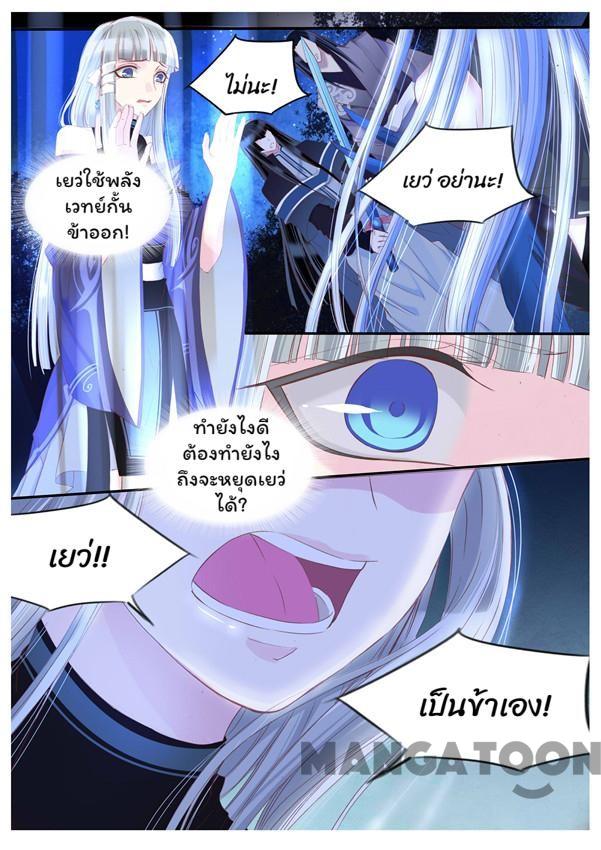 ไม่นะ!
เยว่ อย่านะ!
เยว่ใช้พลัง
เวทย์กั้น
ข้าออก!
ทำยังไงดี
ต้องทำยังไง
ถึงจะหยุดเยว่
ได้?
เยว่!!
เป็นข้าเอง!
MANGATOON